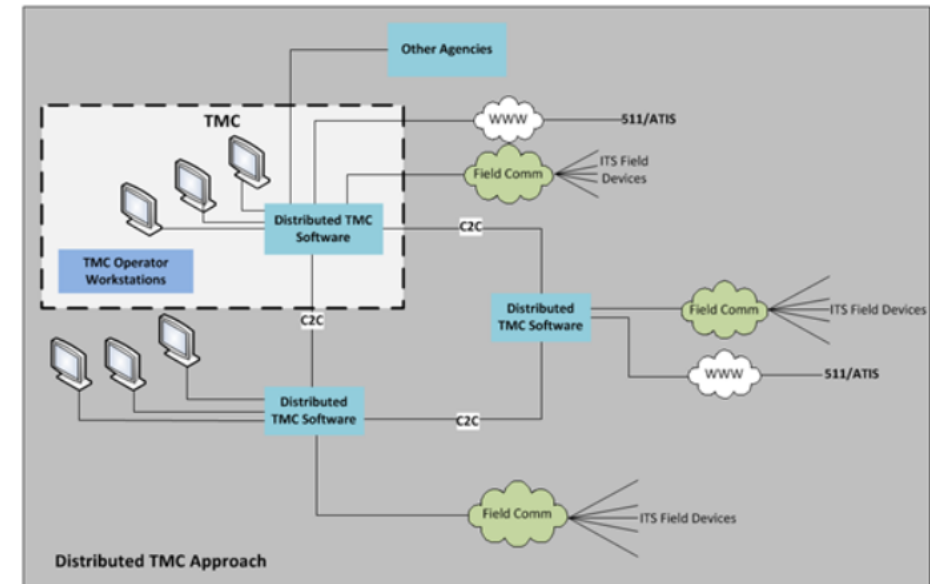 Other Agencies
TMC
WWW
511/ATIS
Field Comm
ITS Field
Devices
Distributed TMC
Software
C2C
TMC Operator
Workstations
Distributed
TMC Software
Field Comm
ITS Field Devices
C2C
WWW
511/ATIS
Distributed
TMC Software
C2C
Field Comm
ITS Field Devices
Distributed TMC Approach